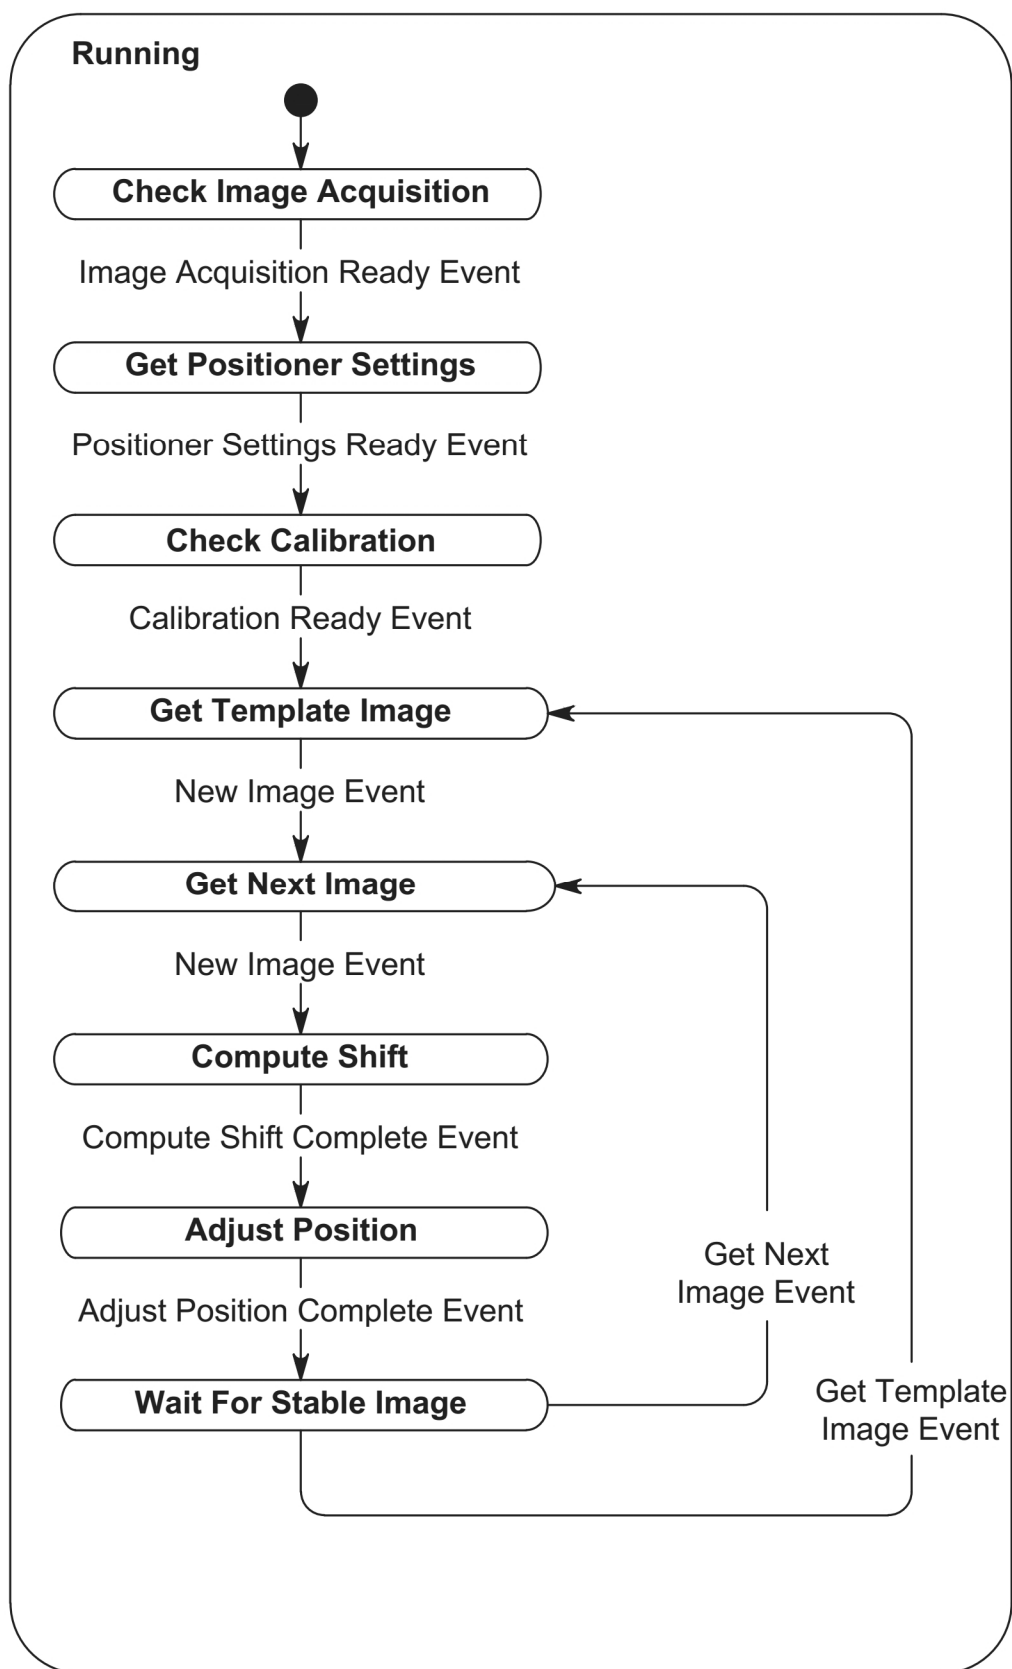 Running
Check Image Acquisition
Image Acquisition Ready Event
Get Positioner Settings
Positioner Settings Ready Event
Check Calibration
Calibration Ready Event
Get Template Image
New Image Event
Get Next Image
New Image Event
Compute Shift
Compute Shift Complete Event
Adjust Position
Adjust Position Complete Event
Wait For Stable Image
Get Next
Image Event
Get Template
Image Event